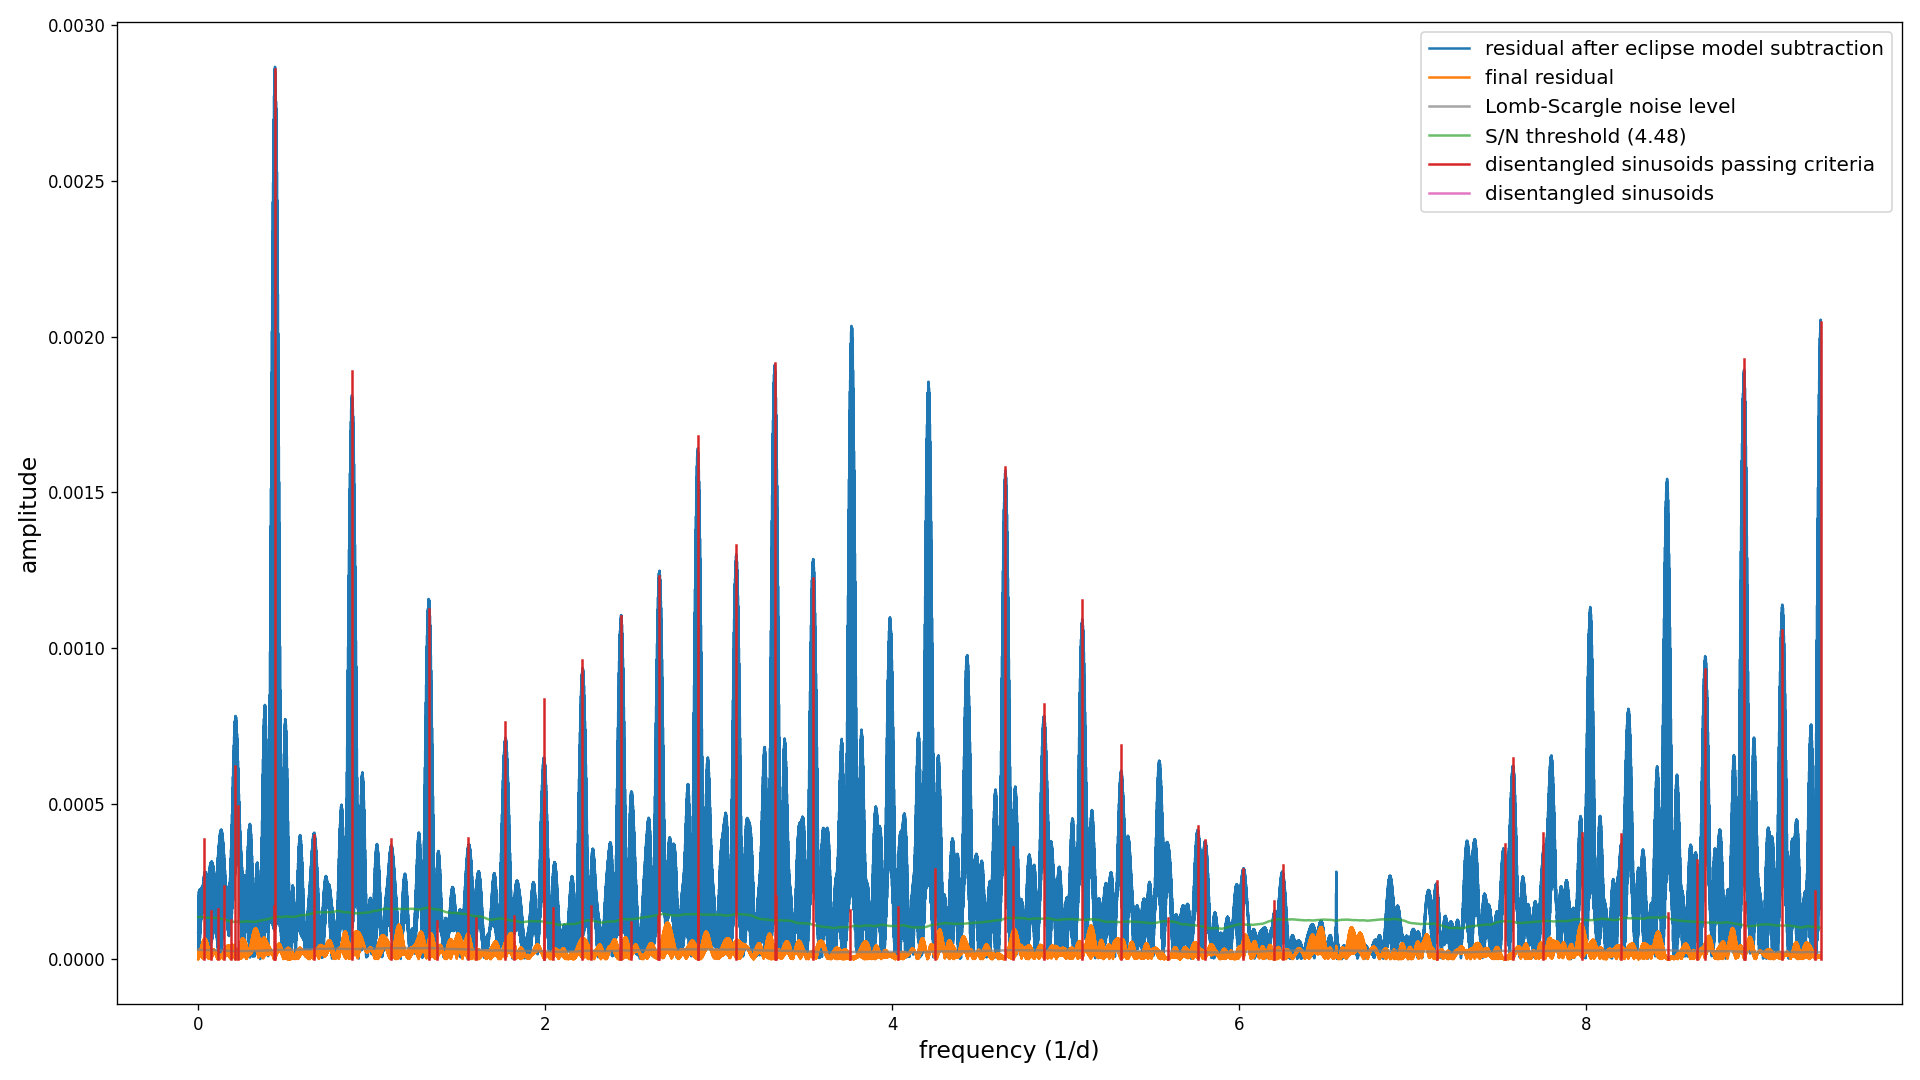 0.0030
0.0025
0.0020
0.0015
0.0010
0.0005
0.0000
amplitude
residual after eclipse model subtraction
final residual
Lomb-Scargle noise level
S/N threshold (4.48)
disentangled sinusoids passing criteria
disentangled sinusoids
0 2 4 6 8
frequency (1/d)